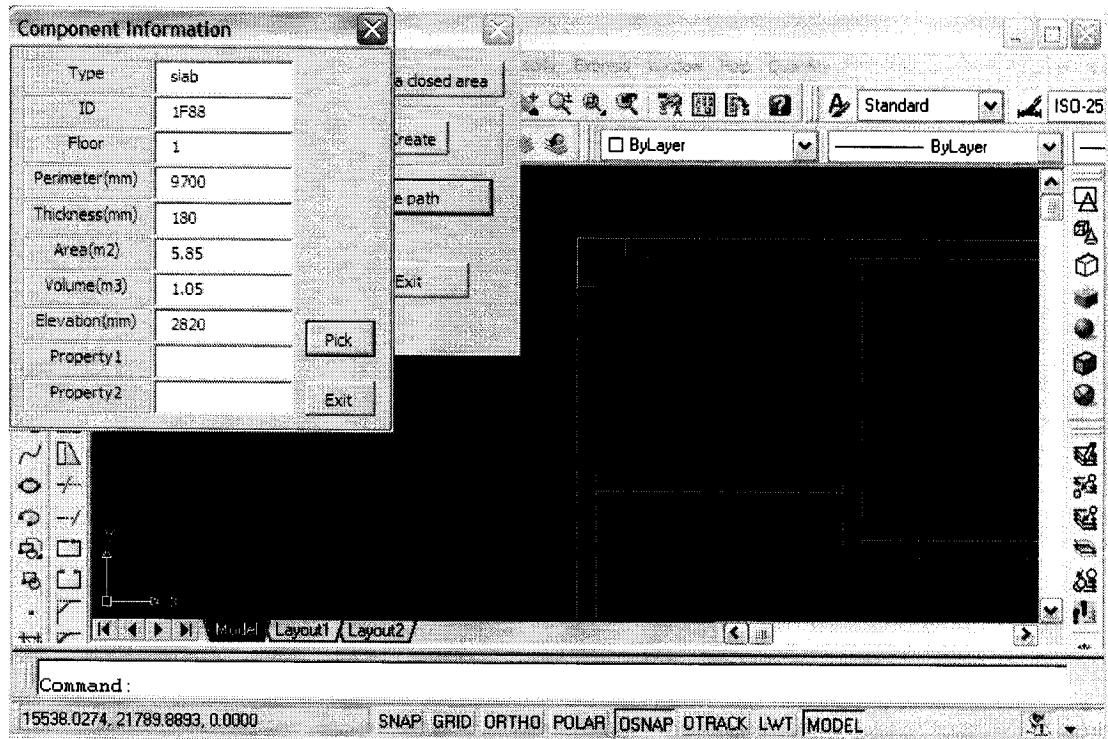 Component Information
Type slab
ID 1F88
Floor 1
Perimeter(mm) 9700
Thickness(mm) 180
Area(m2) 5.85
Volume(m3) 1.05
Elevation(mm) 2820
Property1
Property2
Pick
Exit
a closed area
Create
e path
Exit
Express Window Help
Standard
ISO-25
ByLayer
ByLayer
Y
X
Model Layout1 Layout2
Command:
15538.0274, 21789.8893, 0.0000 SNAP GRID ORTHO POLAR OSNAP OTRACK LWT MODEL